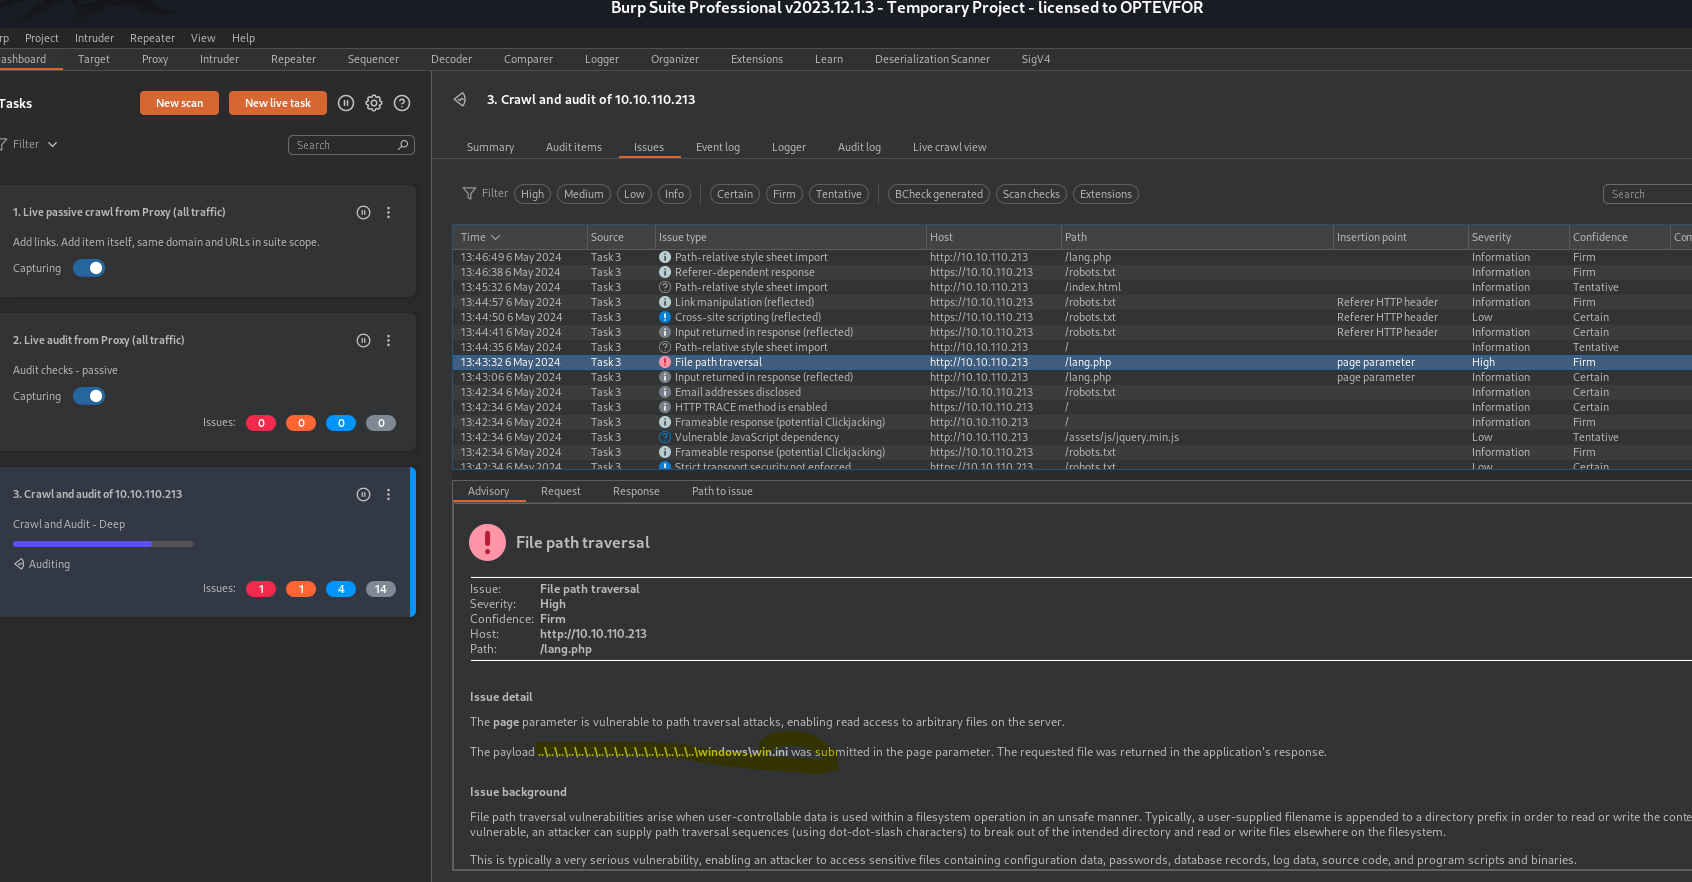 Burp Suite Professional v2023.12.1.3 - Temporary Project - licensed to OPTEVFOR
rp Project Intruder Repeater View Help
ashboard Target Proxy Intruder Repeater Sequencer Decoder Comparer Logger Organizer Extensions Learn Deserialization Scanner SigV4
Tasks New scan New live task
Filter Search
1. Live passive crawl from Proxy (all traffic)
Add links. Add item itself, same domain and URLs in suite scope.
Capturing
2. Live audit from Proxy (all traffic)
Audit checks - passive
Capturing
Issues: 0 0 0 0
3. Crawl and audit of 10.10.110.213
Crawl and Audit - Deep
Auditing
Issues: 1 1 4 14
3. Crawl and audit of 10.10.110.213
Summary Audit items Issues Event log Logger Audit log Live crawl view
Filter High Medium Low Info Certain Firm Tentative BCheck generated Scan checks Extensions Search
Time Source Issue type Host Path Insertion point Severity Confidence Con
13:46:49 6 May 2024 Task 3 Path-relative style sheet import http://10.10.110.213 /lang.php Information Firm
13:46:38 6 May 2024 Task 3 Referer-dependent response https://10.10.110.213 /robots.txt Information Firm
13:45:32 6 May 2024 Task 3 Path-relative style sheet import http://10.10.110.213 /index.html Information Tentative
13:44:57 6 May 2024 Task 3 Link manipulation (reflected) https://10.10.110.213 /robots.txt Referer HTTP header Information Firm
13:44:50 6 May 2024 Task 3 Cross-site scripting (reflected) https://10.10.110.213 /robots.txt Referer HTTP header Low Certain
13:44:41 6 May 2024 Task 3 Input returned in response (reflected) https://10.10.110.213 /robots.txt Referer HTTP header Information Certain
13:44:35 6 May 2024 Task 3 Path-relative style sheet import http://10.10.110.213 / Information Tentative
13:43:32 6 May 2024 Task 3 File path traversal http://10.10.110.213 /lang.php page parameter High Firm
13:43:06 6 May 2024 Task 3 Input returned in response (reflected) http://10.10.110.213 /lang.php page parameter Information Certain
13:42:34 6 May 2024 Task 3 Email addresses disclosed https://10.10.110.213 /robots.txt Information Certain
13:42:34 6 May 2024 Task 3 HTTP TRACE method is enabled http://10.10.110.213 / Information Certain
13:42:34 6 May 2024 Task 3 Frameable response (potential Clickjacking) http://10.10.110.213 / Information Firm
13:42:34 6 May 2024 Task 3 Vulnerable JavaScript dependency http://10.10.110.213 /assets/js/jquery.min.js Low Tentative
13:42:34 6 May 2024 Task 3 Frameable response (potential Clickjacking) https://10.10.110.213 /robots.txt Information Firm
13:42:34 6 May 2024 Task 3 Strict transport security not enforced https://10.10.110.213 /robots.txt Low Certain
Advisory Request Response Path to issue
File path traversal
Issue: File path traversal
Severity: High
Confidence: Firm
Host: http://10.10.110.213
Path: /lang.php
Issue detail
The page parameter is vulnerable to path traversal attacks, enabling read access to arbitrary files on the server.
The payload ..\..\..\..\..\..\..\..\..\..\..\..\..\..\..\..\windows\win.ini was submitted in the page parameter. The requested file was returned in the application's response.
Issue background
File path traversal vulnerabilities arise when user-controllable data is used within a filesystem operation in an unsafe manner. Typically, a user-supplied filename is appended to a directory prefix in order to read or write the conte
vulnerable, an attacker can supply path traversal sequences (using dot-dot-slash characters) to break out of the intended directory and read or write files elsewhere on the filesystem.
This is typically a very serious vulnerability, enabling an attacker to access sensitive files containing configuration data, passwords, database records, log data, source code, and program scripts and binaries.